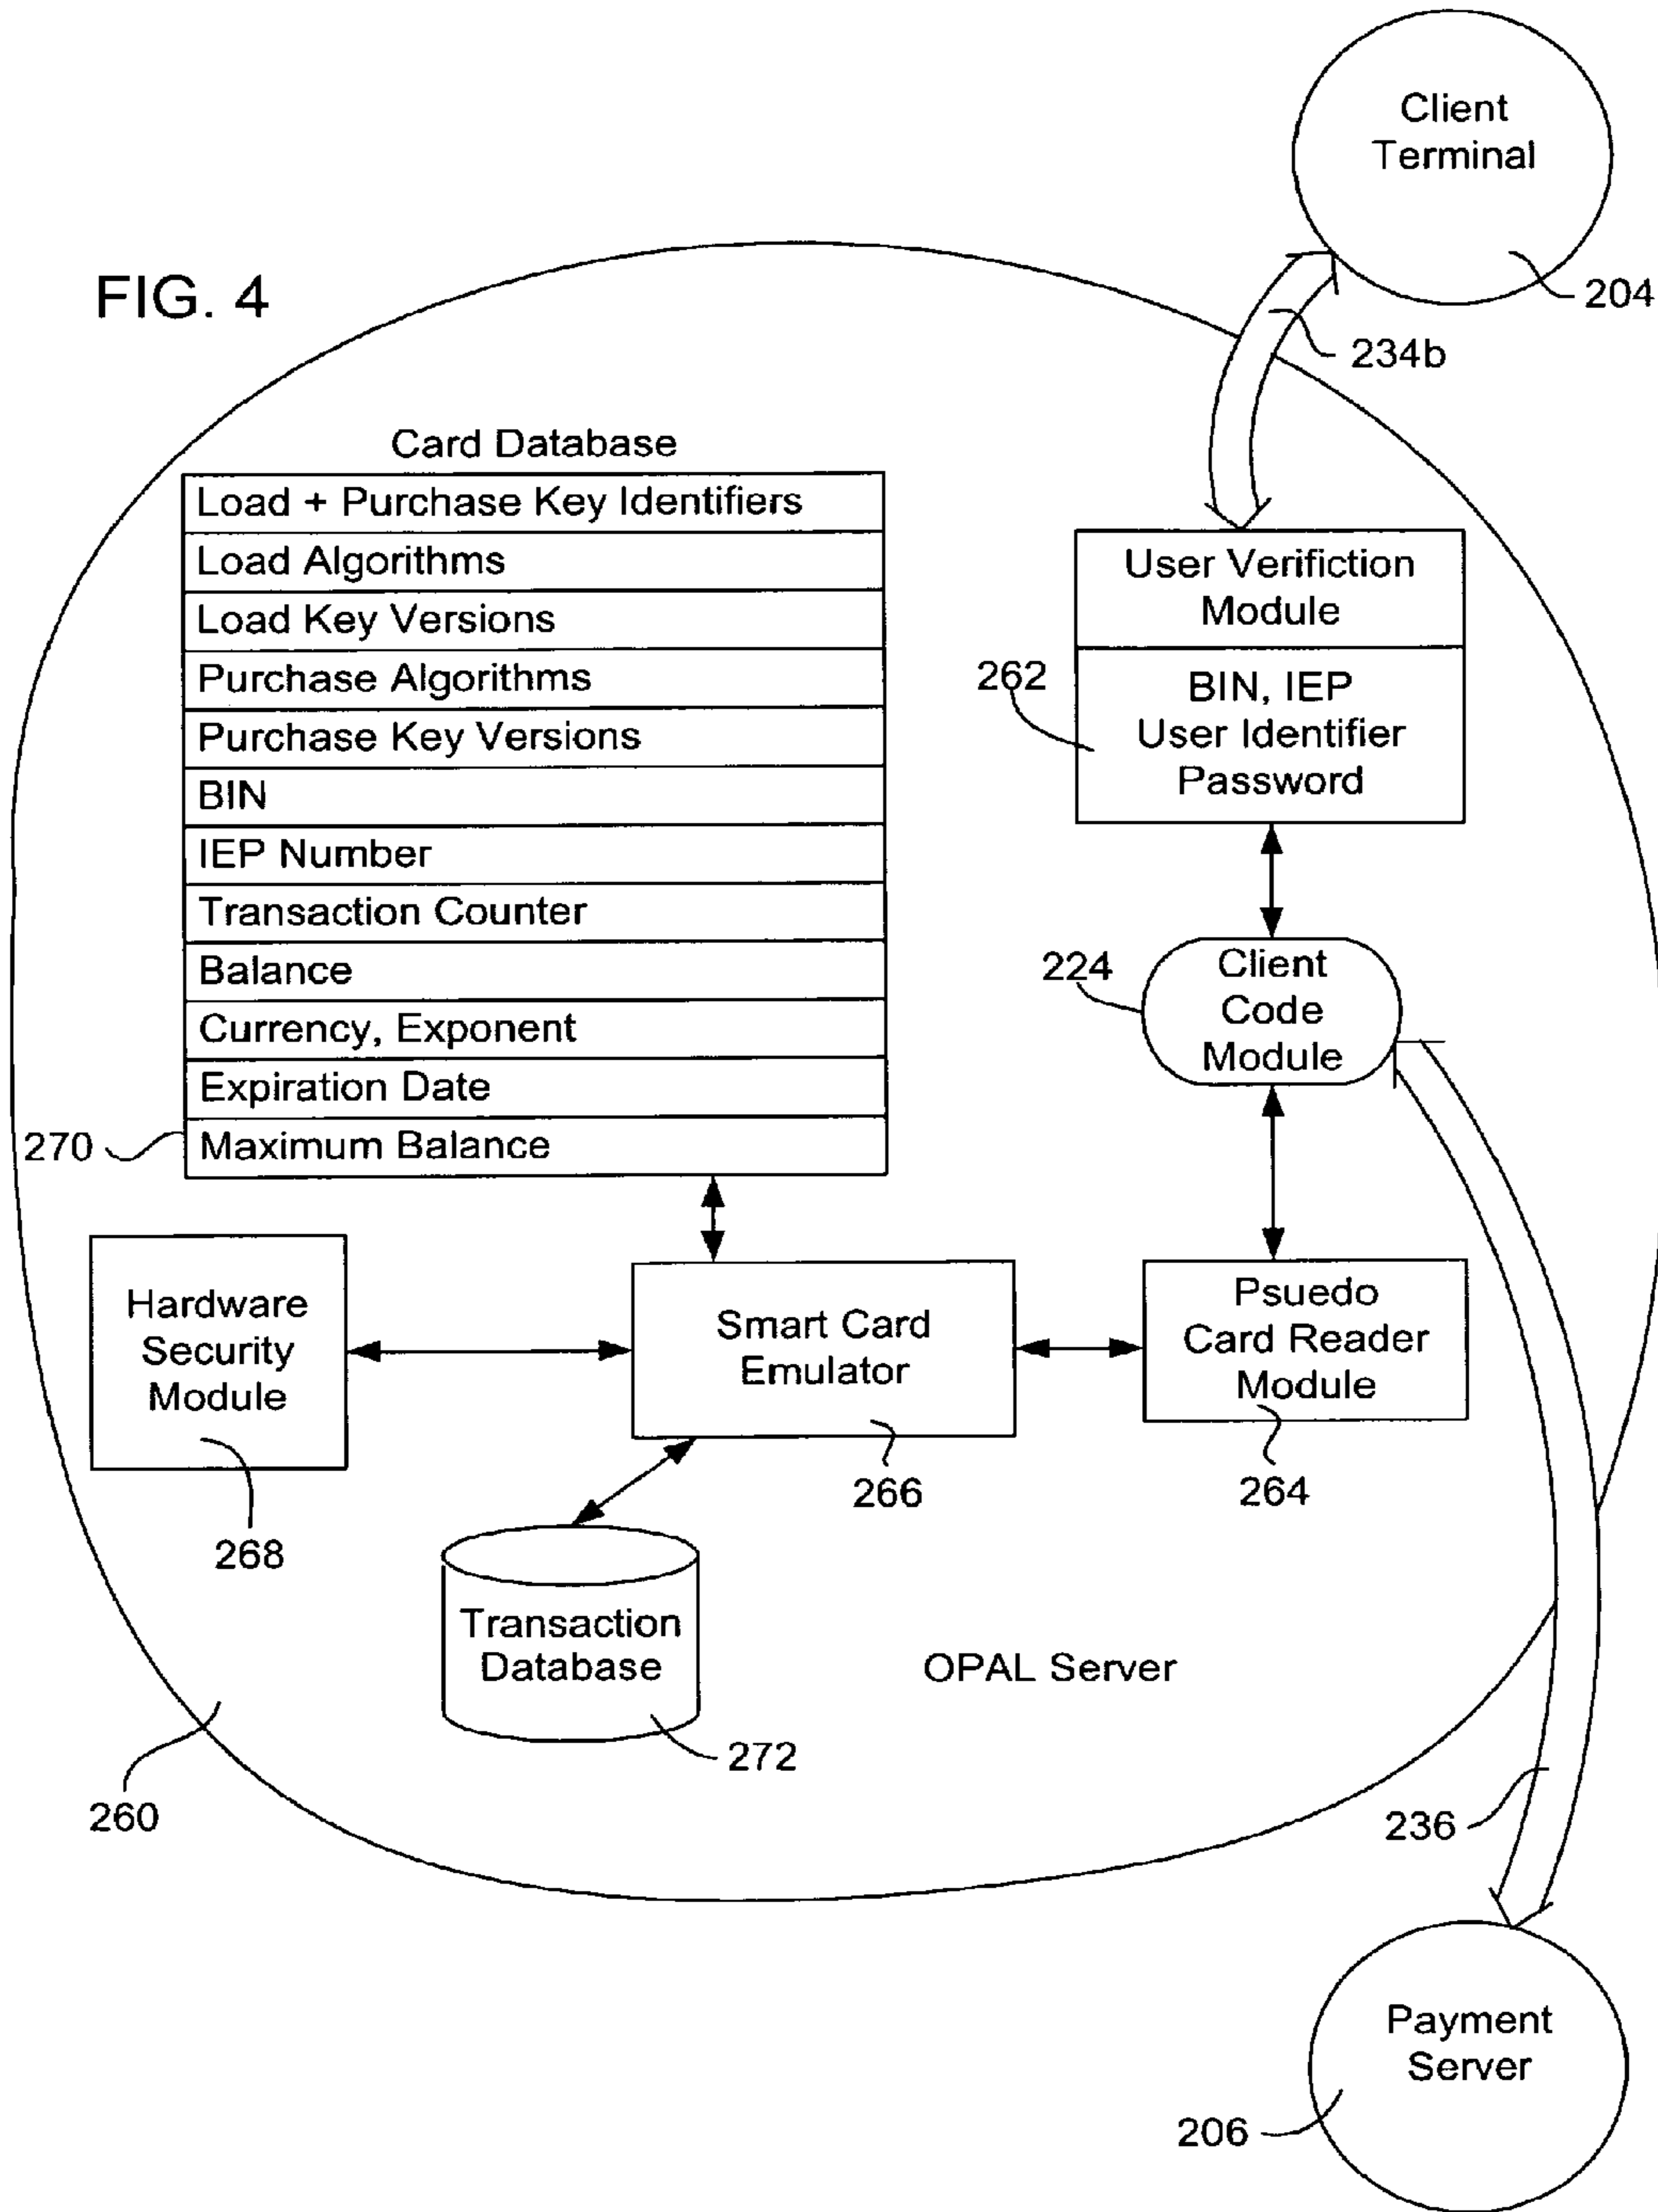 Client
Terminal
204
FIG. 4
234b
Card Database
Load + Purchase Key Identifiers
Load Algorithms
Load Key Versions
Purchase Algorithms
Purchase Key Versions
BIN
IEP Number
Transaction Counter
Balance
Currency, Exponent
Expiration Date
Maximum Balance
270
User Verifiction
Module
262
BIN, IEP
User Identifier
Password
224
Client
Code
Module
Hardware
Security
Module
268
Smart Card
Emulator
266
Psuedo
Card Reader
Module
264
Transaction
Database
272
OPAL Server
260
236
Payment
Server
206